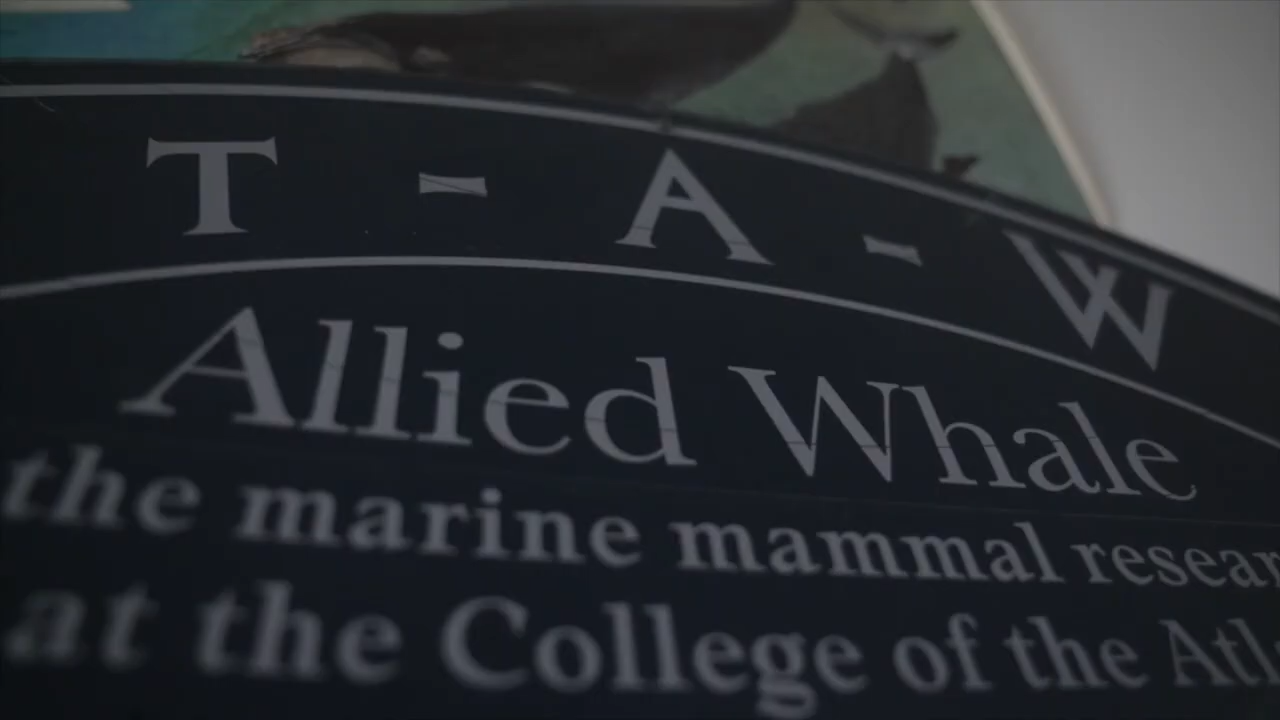 T - A - W
Allied Whale
the marine mammal resear
at the College of the Atl